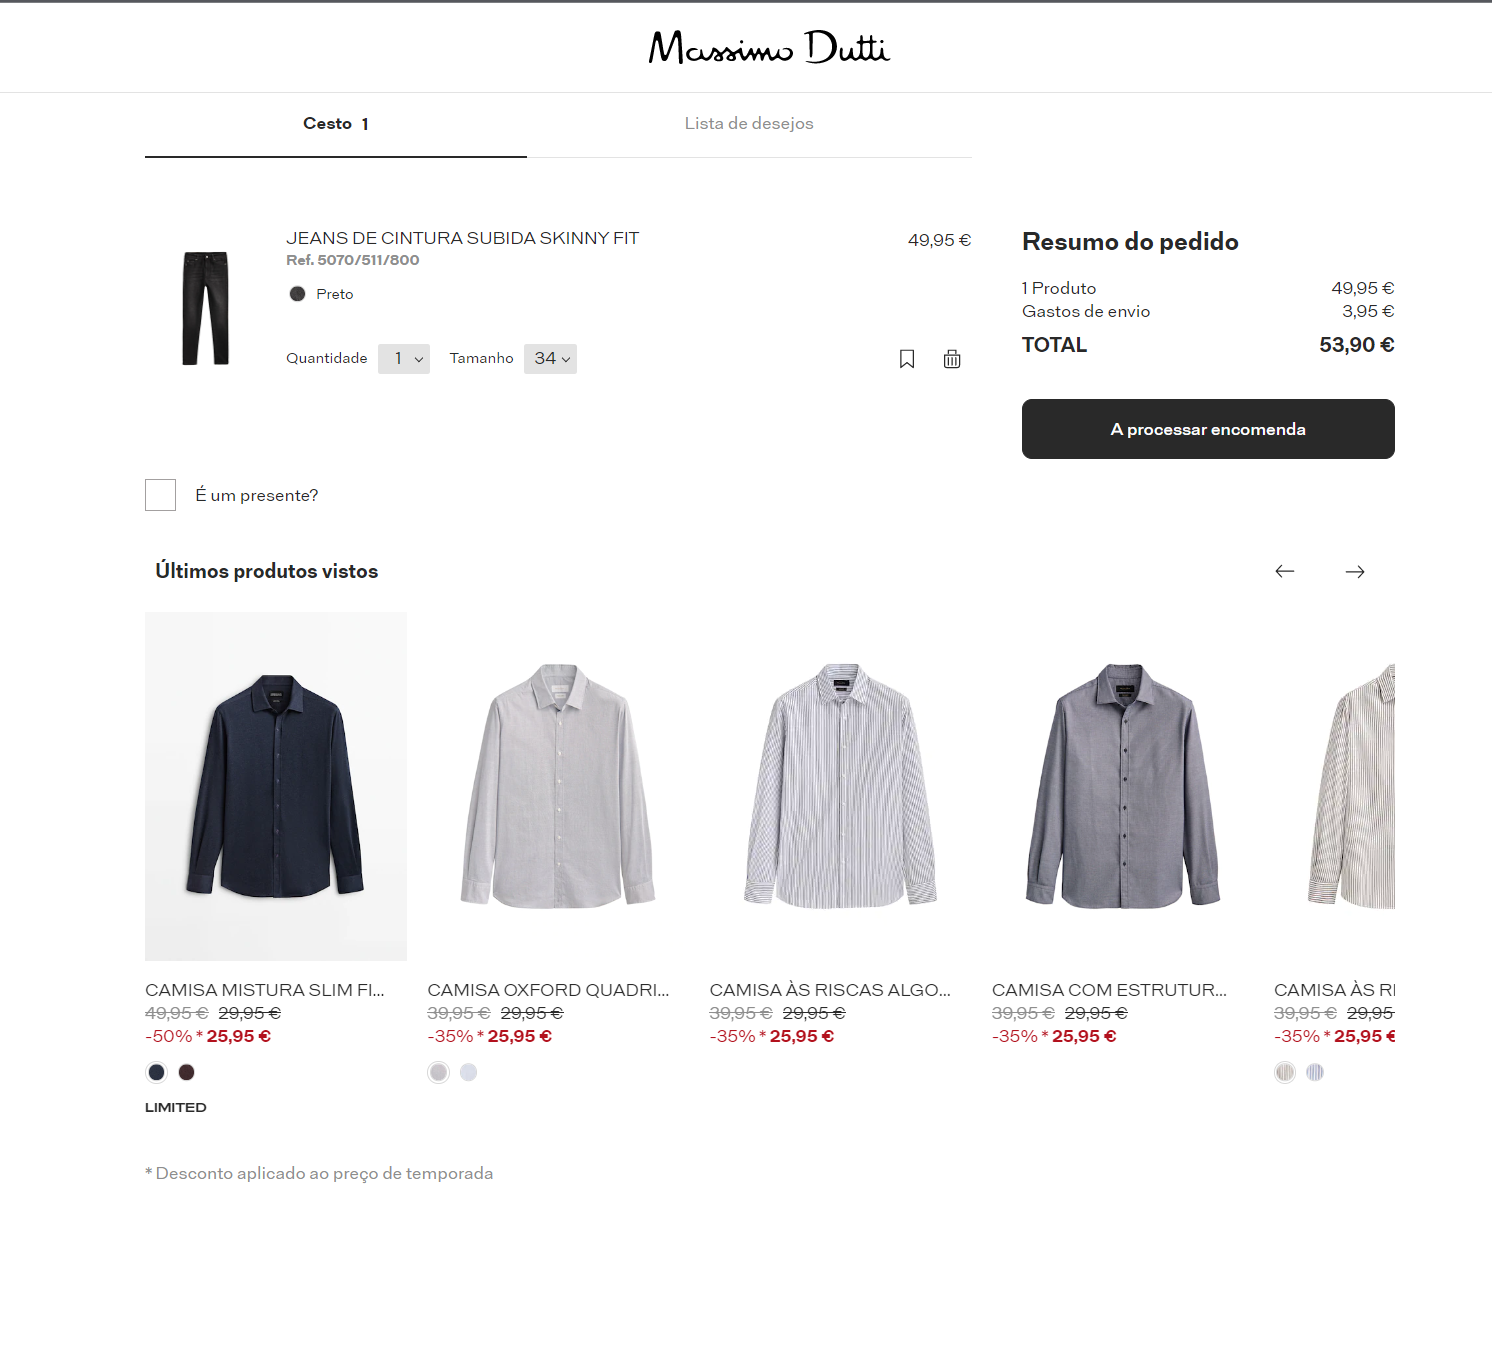 Massimo Dutti
Cesto 1
Lista de desejos
JEANS DE CINTURA SUBIDA SKINNY FIT
49,95 €
Ref. 5070/511/800
Preto
Quantidade 1 Tamanho 34
Resumo do pedido
1 Produto 49,95 €
Gastos de envio 3,95 €
TOTAL 53,90 €
A processar encomenda
É um presente?
Últimos produtos vistos
CAMISA MISTURA SLIM FI...
49,95 € 29,95 €
-50% * 25,95 €
LIMITED
CAMISA OXFORD QUADRI...
39,95 € 29,95 €
-35% * 25,95 €
CAMISA ÀS RISCAS ALGO...
39,95 € 29,95 €
-35% * 25,95 €
CAMISA COM ESTRUTUR...
39,95 € 29,95 €
-35% * 25,95 €
CAMISA ÀS RI
39,95 € 29,95
-35% * 25,95 €
* Desconto aplicado ao preço de temporada